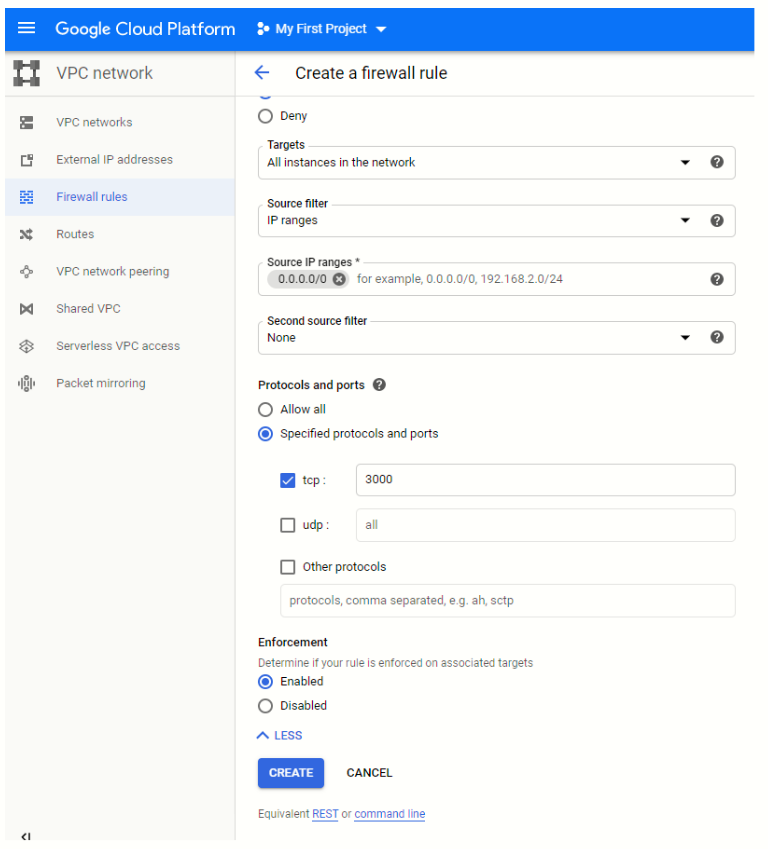 Google Cloud Platform My First Project
VPC network
VPC networks
External IP addresses
Firewall rules
Routes
VPC network peering
Shared VPC
Serverless VPC access
Packet mirroring
Create a firewall rule
Deny
Targets
All instances in the network
Source filter
IP ranges
Source IP ranges *
0.0.0.0/0 for example, 0.0.0.0/0, 192.168.2.0/24
Second source filter
None
Protocols and ports
Allow all
Specified protocols and ports
tcp : 3000
udp : all
Other protocols
protocols, comma separated, e.g. ah, sctp
Enforcement
Determine if your rule is enforced on associated targets
Enabled
Disabled
LESS
CREATE CANCEL
Equivalent REST or command line